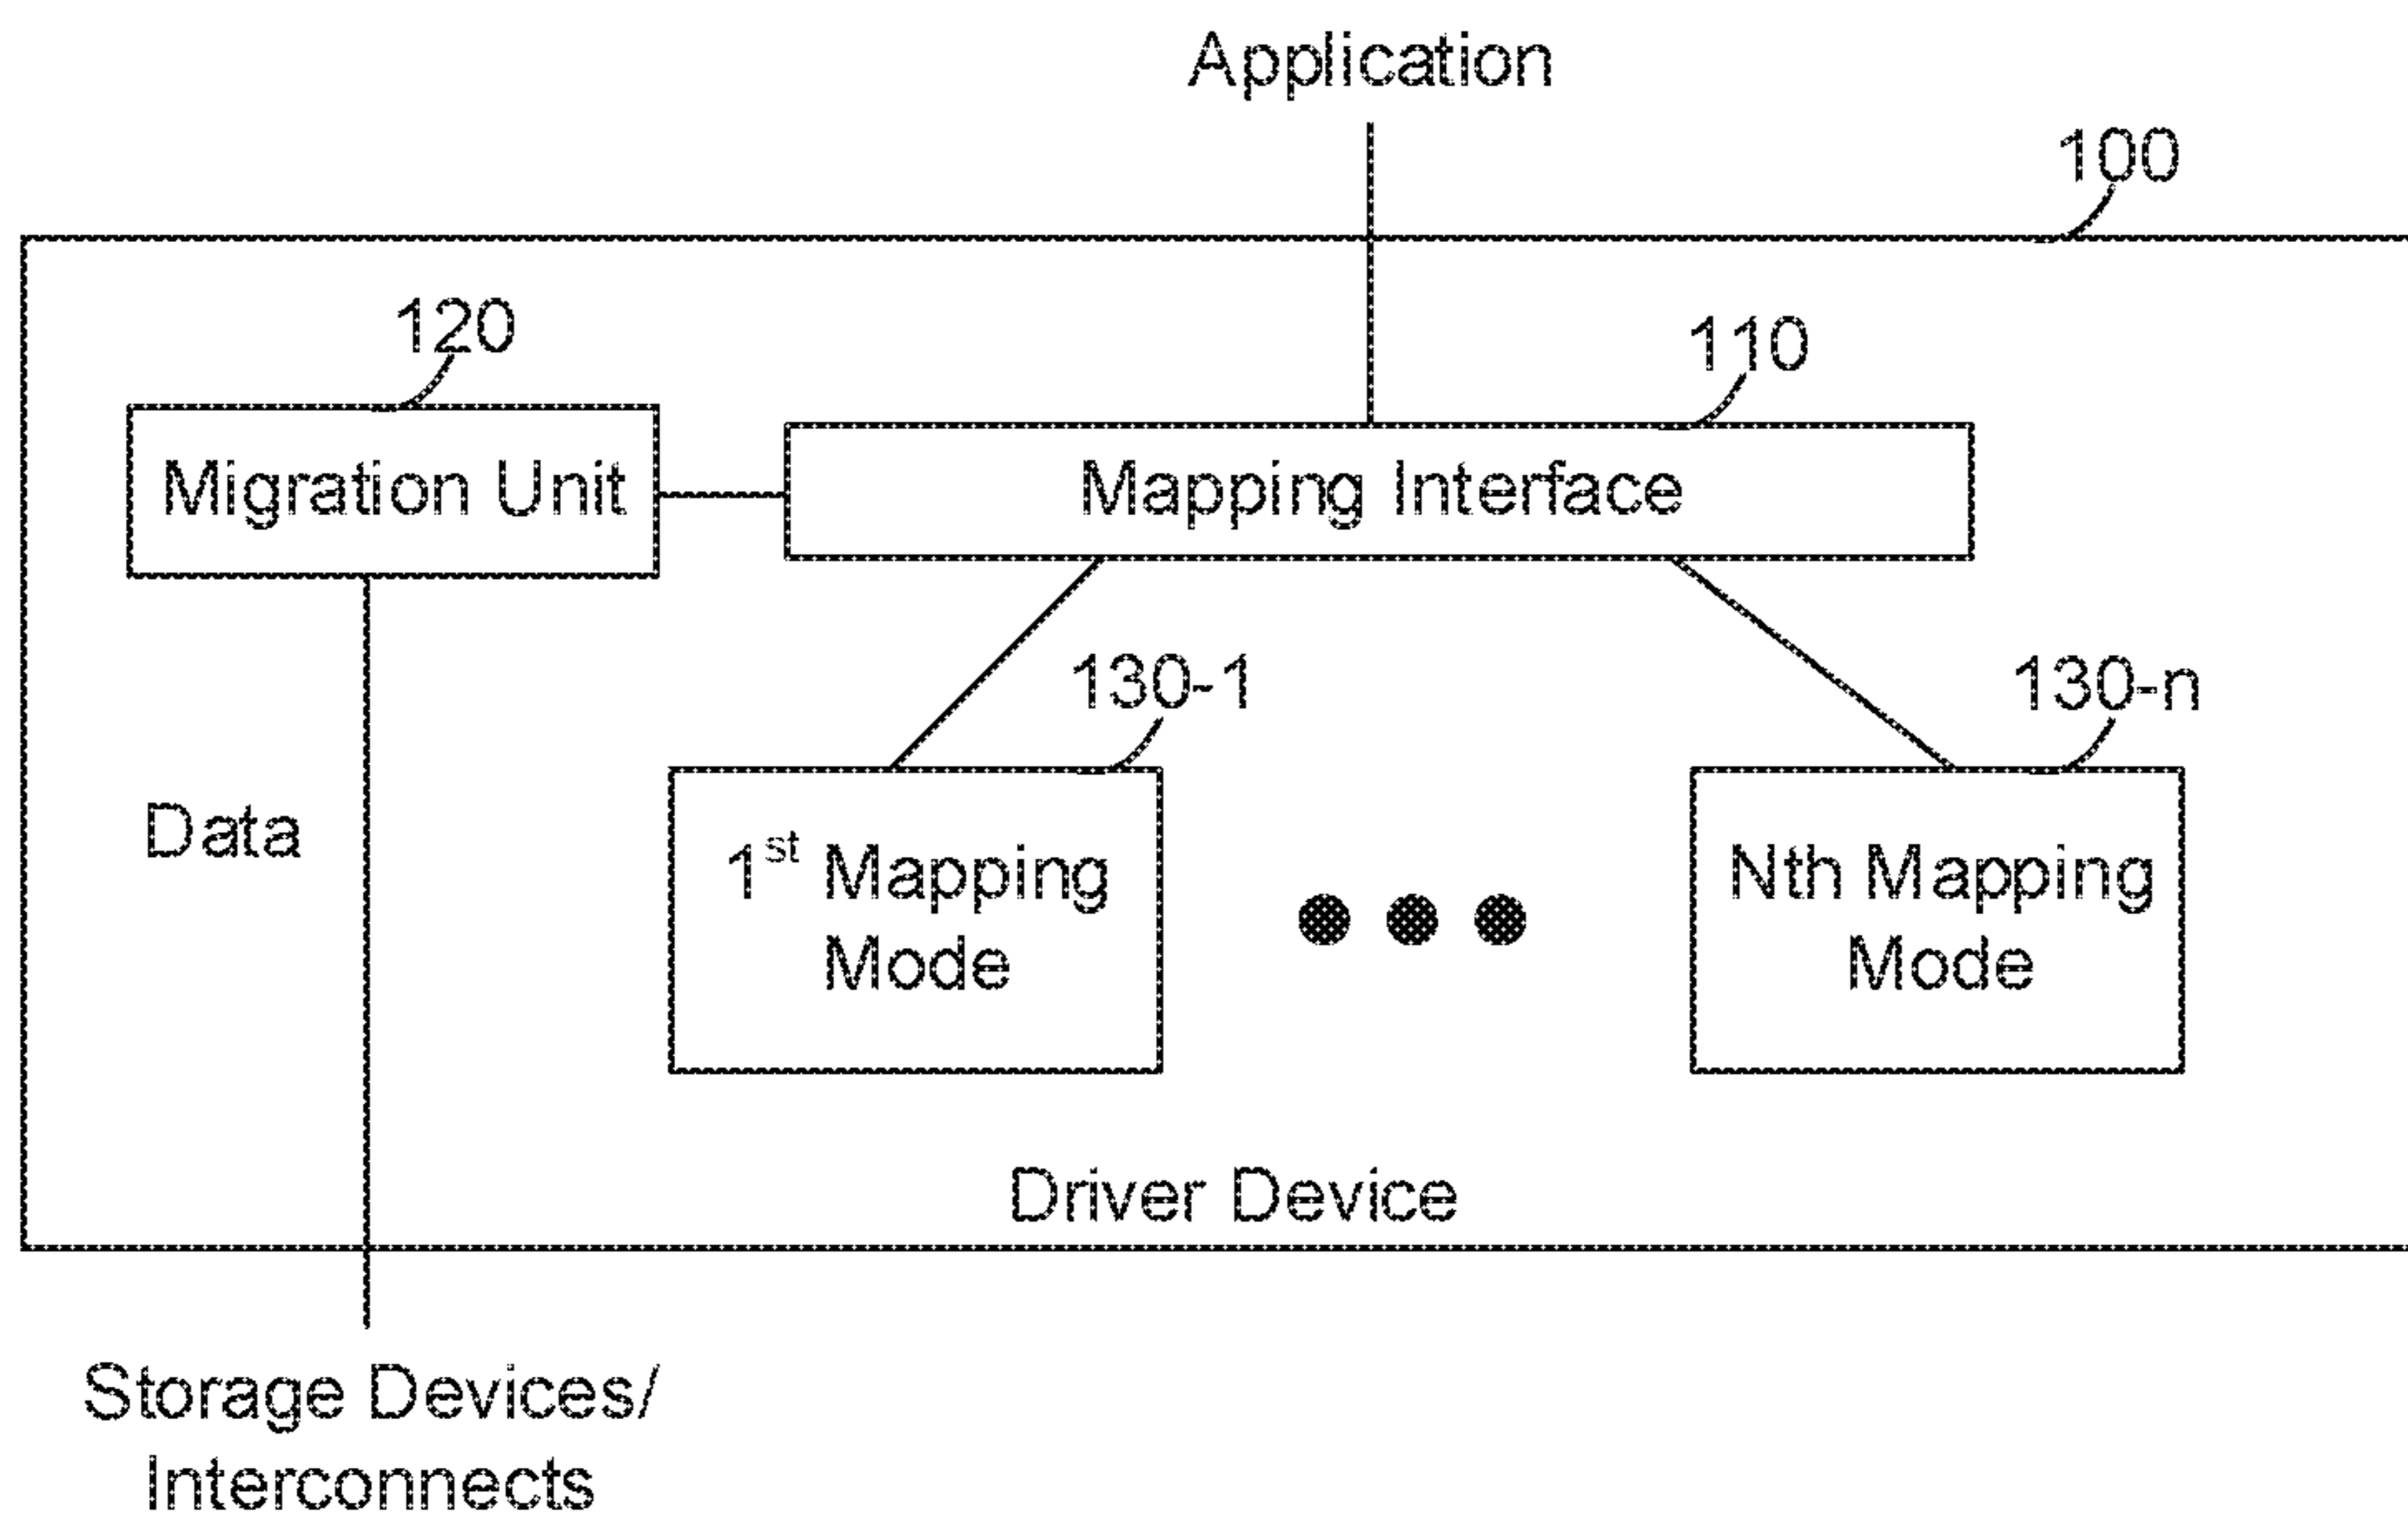 Application
100
120
110
Migration Unit
Mapping Interface
130-1
130-n
Data
1st Mapping
Mode
Nth Mapping
Mode
Driver Device
Storage Devices/
Interconnects